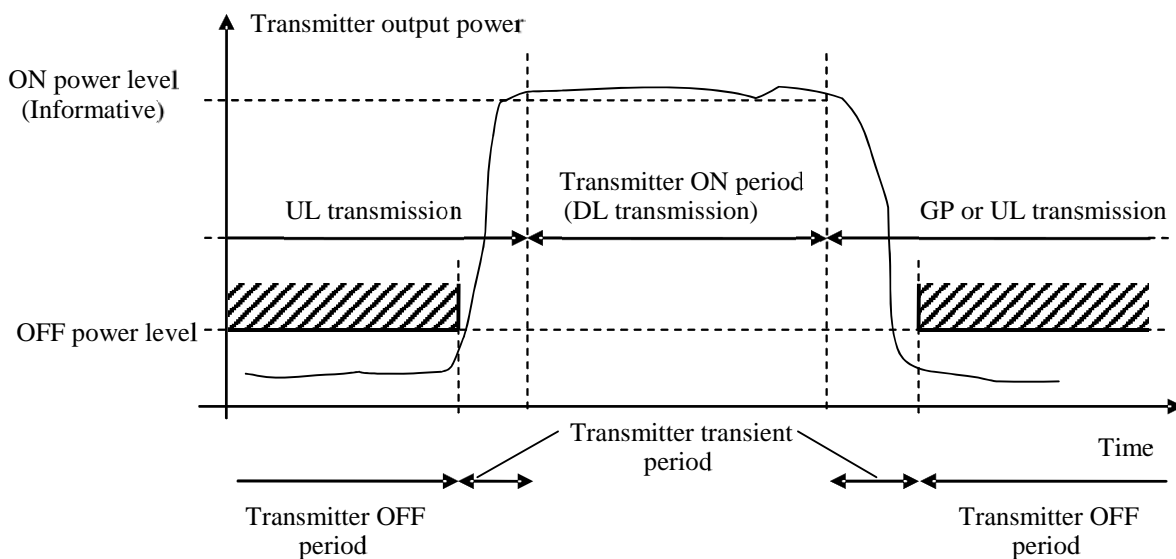 Transmitter output power
ON power level
(Informative)
Transmitter ON period
(DL transmission)
UL transmission
GP or UL transmission
OFF power level
Transmitter transient
period
Time
Transmitter OFF
period
Transmitter OFF
period